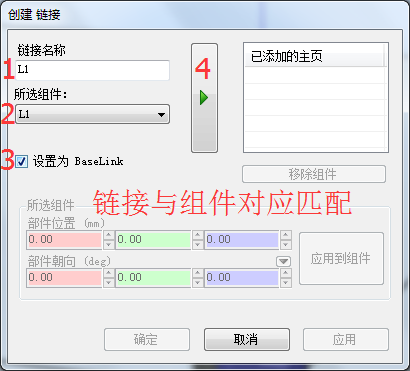 创建 链接
链接名称
1
L1
4
已添加的主页
所选组件：
2
L1
3
设置为 BaseLink
移除组件
链接与组件对应匹配
所选组件
部件位置 (mm)
0.00 0.00 0.00
应用到组件
部件朝向 (deg)
0.00 0.00 0.00
确定 取消 应用